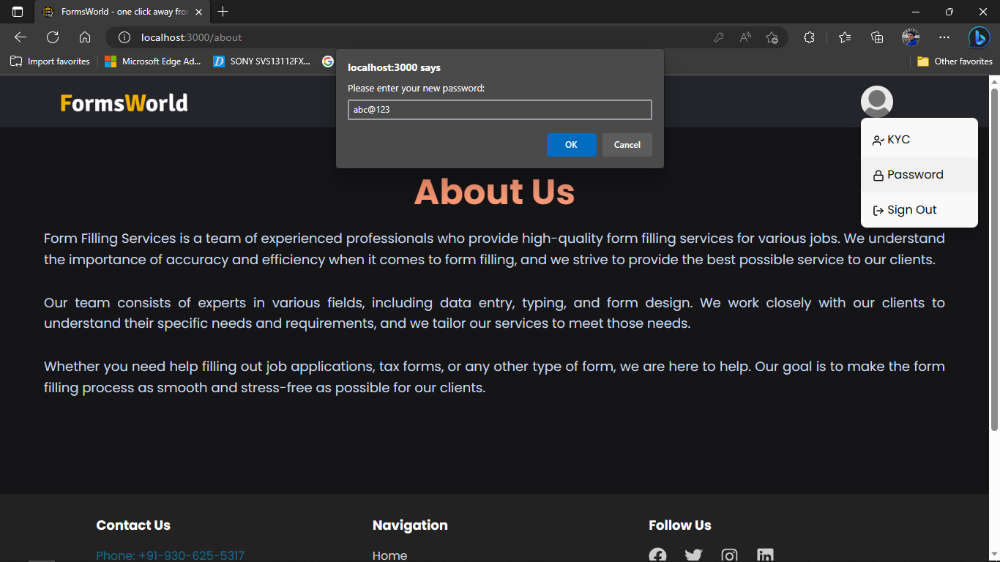 FormsWorld - one click away fro
localhost:3000/about
Import favorites
Microsoft Edge Ad...
SONY SVS13112FX...
Other favorites
localhost:3000 says
Please enter your new password:
abc@123
OK
Cancel
FormsWorld
KYC
Password
Sign Out
About Us
Form Filling Services is a team of experienced professionals who provide high-quality form filling services for various jobs. We understand
the importance of accuracy and efficiency when it comes to form filling, and we strive to provide the best possible service to our clients.
Our team consists of experts in various fields, including data entry, typing, and form design. We work closely with our clients to
understand their specific needs and requirements, and we tailor our services to meet those needs.
Whether you need help filling out job applications, tax forms, or any other type of form, we are here to help. Our goal is to make the form
filling process as smooth and stress-free as possible for our clients.
Contact Us
Navigation
Follow Us
Phone: +91-930-625-5317
Home